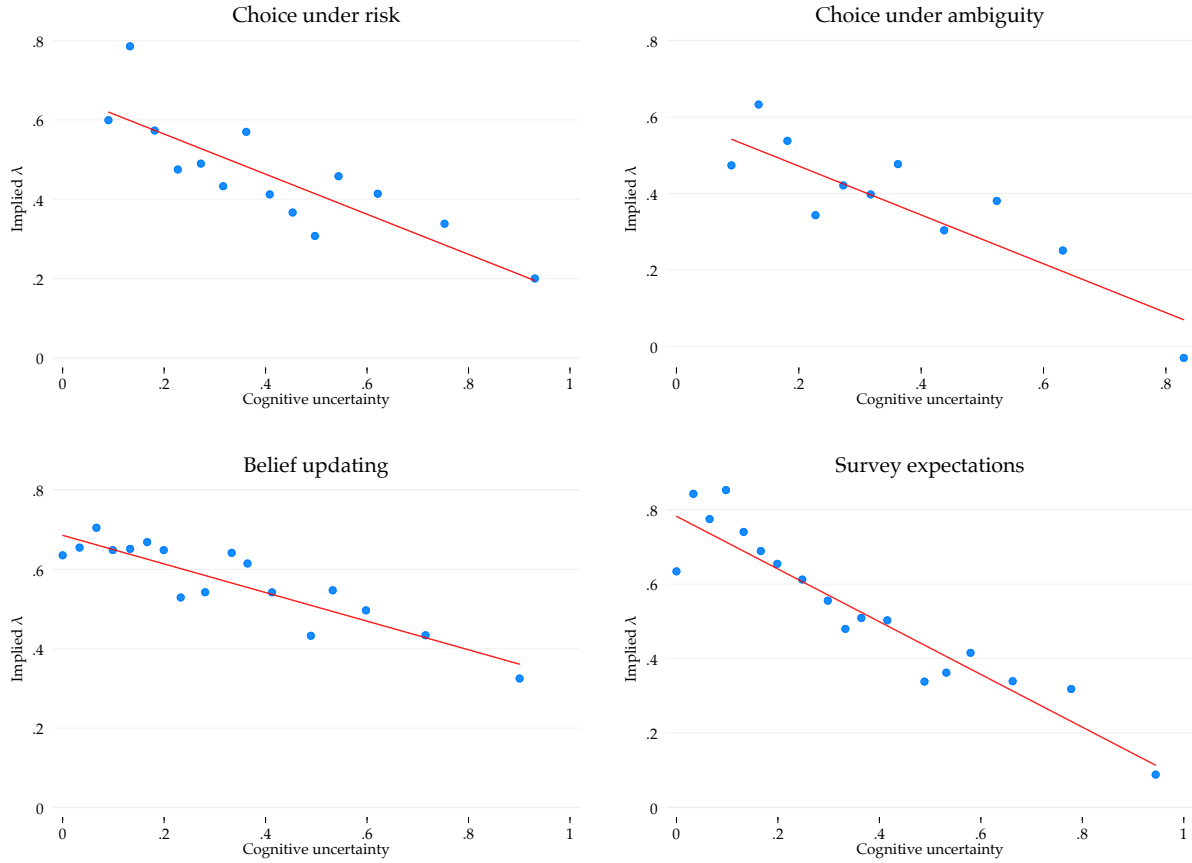 Choice under risk
Implied λ
.8
.6
.4
.2
0
0 .2 .4 .6 .8 1
Cognitive uncertainty
Choice under ambiguity
Implied λ
.8
.6
.4
.2
0
0 .2 .4 .6 .8
Cognitive uncertainty
Belief updating
Implied λ
.8
.6
.4
.2
0
0 .2 .4 .6 .8 1
Cognitive uncertainty
Survey expectations
Implied λ
.8
.6
.4
.2
0
0 .2 .4 .6 .8 1
Cognitive uncertainty